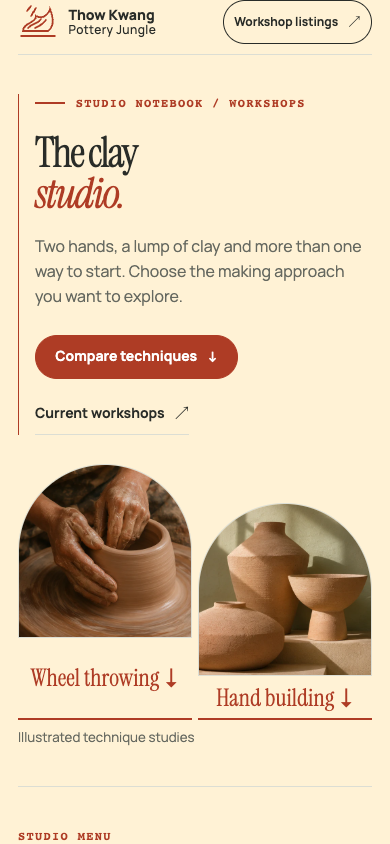 Thow Kwang
Pottery Jungle
Workshop listings ↗
STUDIO NOTEBOOK / WORKSHOPS
The clay
studio.
Two hands, a lump of clay and more than one
way to start. Choose the making approach
you want to explore.
Compare techniques ↓
Current workshops ↗
Wheel throwing ↓
Hand building ↓
Illustrated technique studies
STUDIO MENU